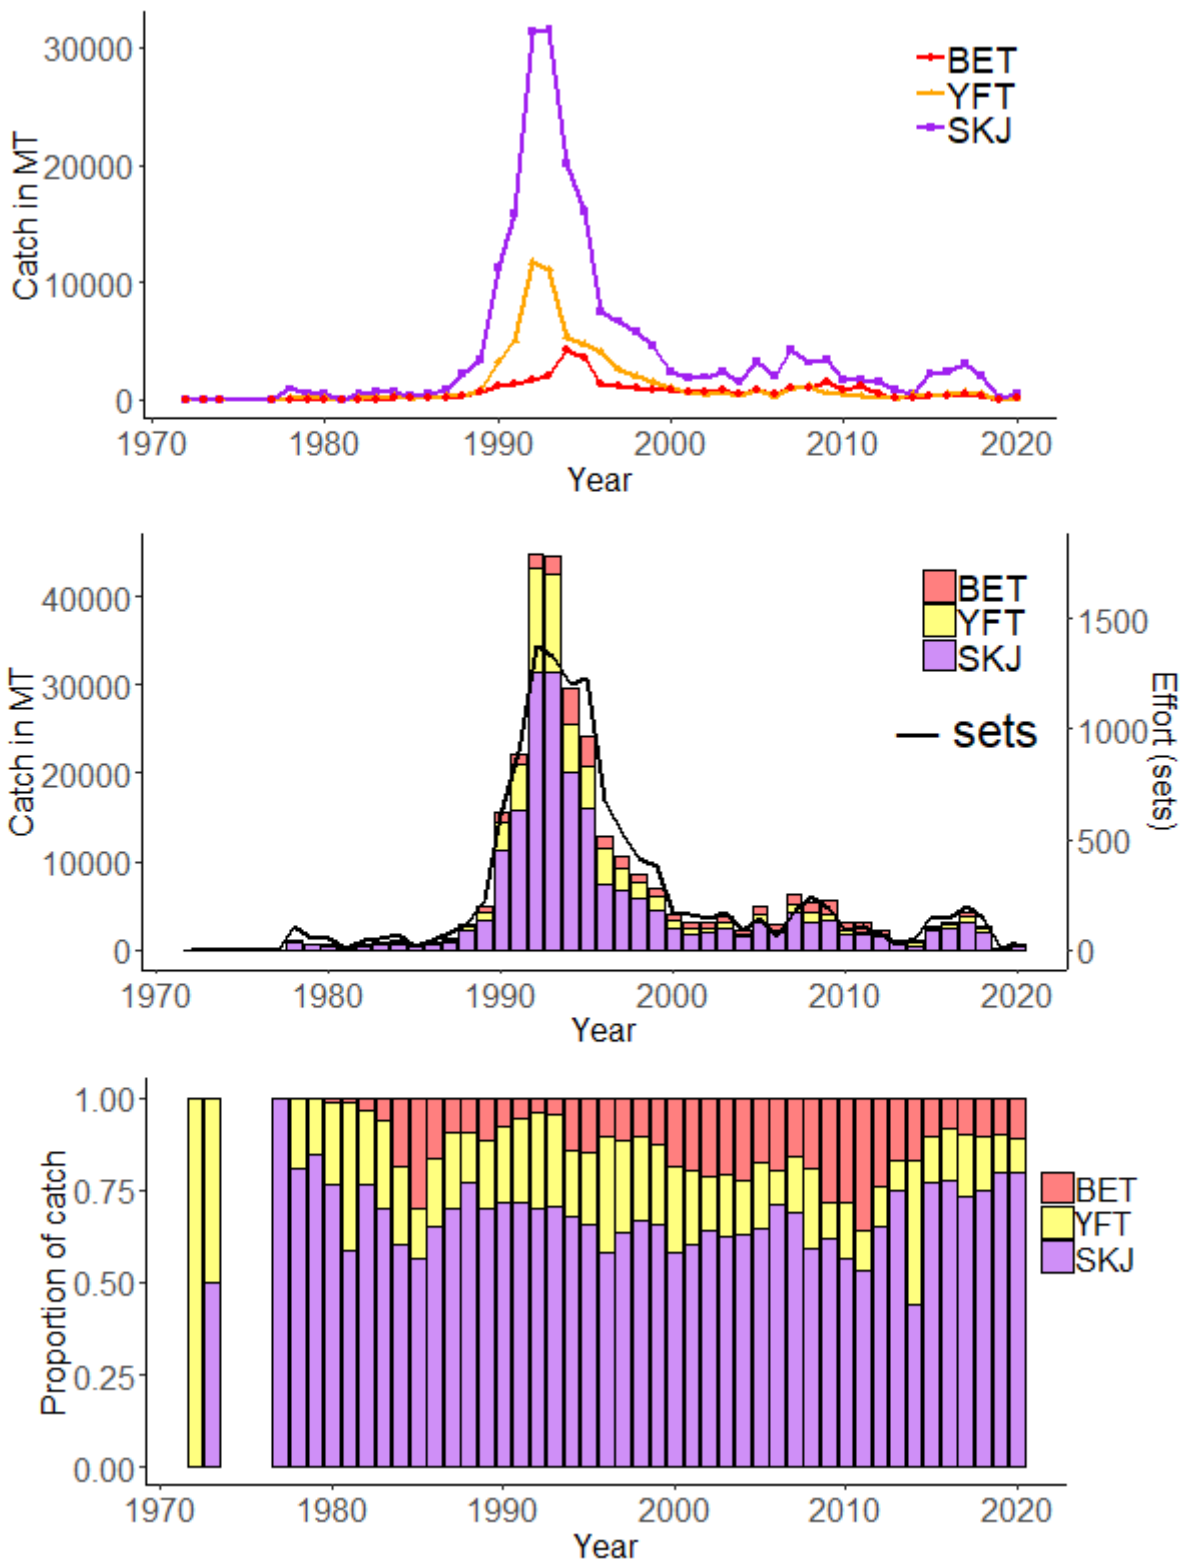 Catch in MT
30000
20000
10000
0
BET
YFT
SKJ
1970
1980
1990
2000
2010
2020
Year
Catch in MT
40000
30000
20000
10000
0
BET
YFT
SKJ
sets
1500
1000
500
0
Effort (sets)
1970
1980
1990
2000
2010
2020
Year
Proportion of catch
1.00
0.75
0.50
0.25
0.00
BET
YFT
SKJ
1970
1980
1990
2000
2010
2020
Year